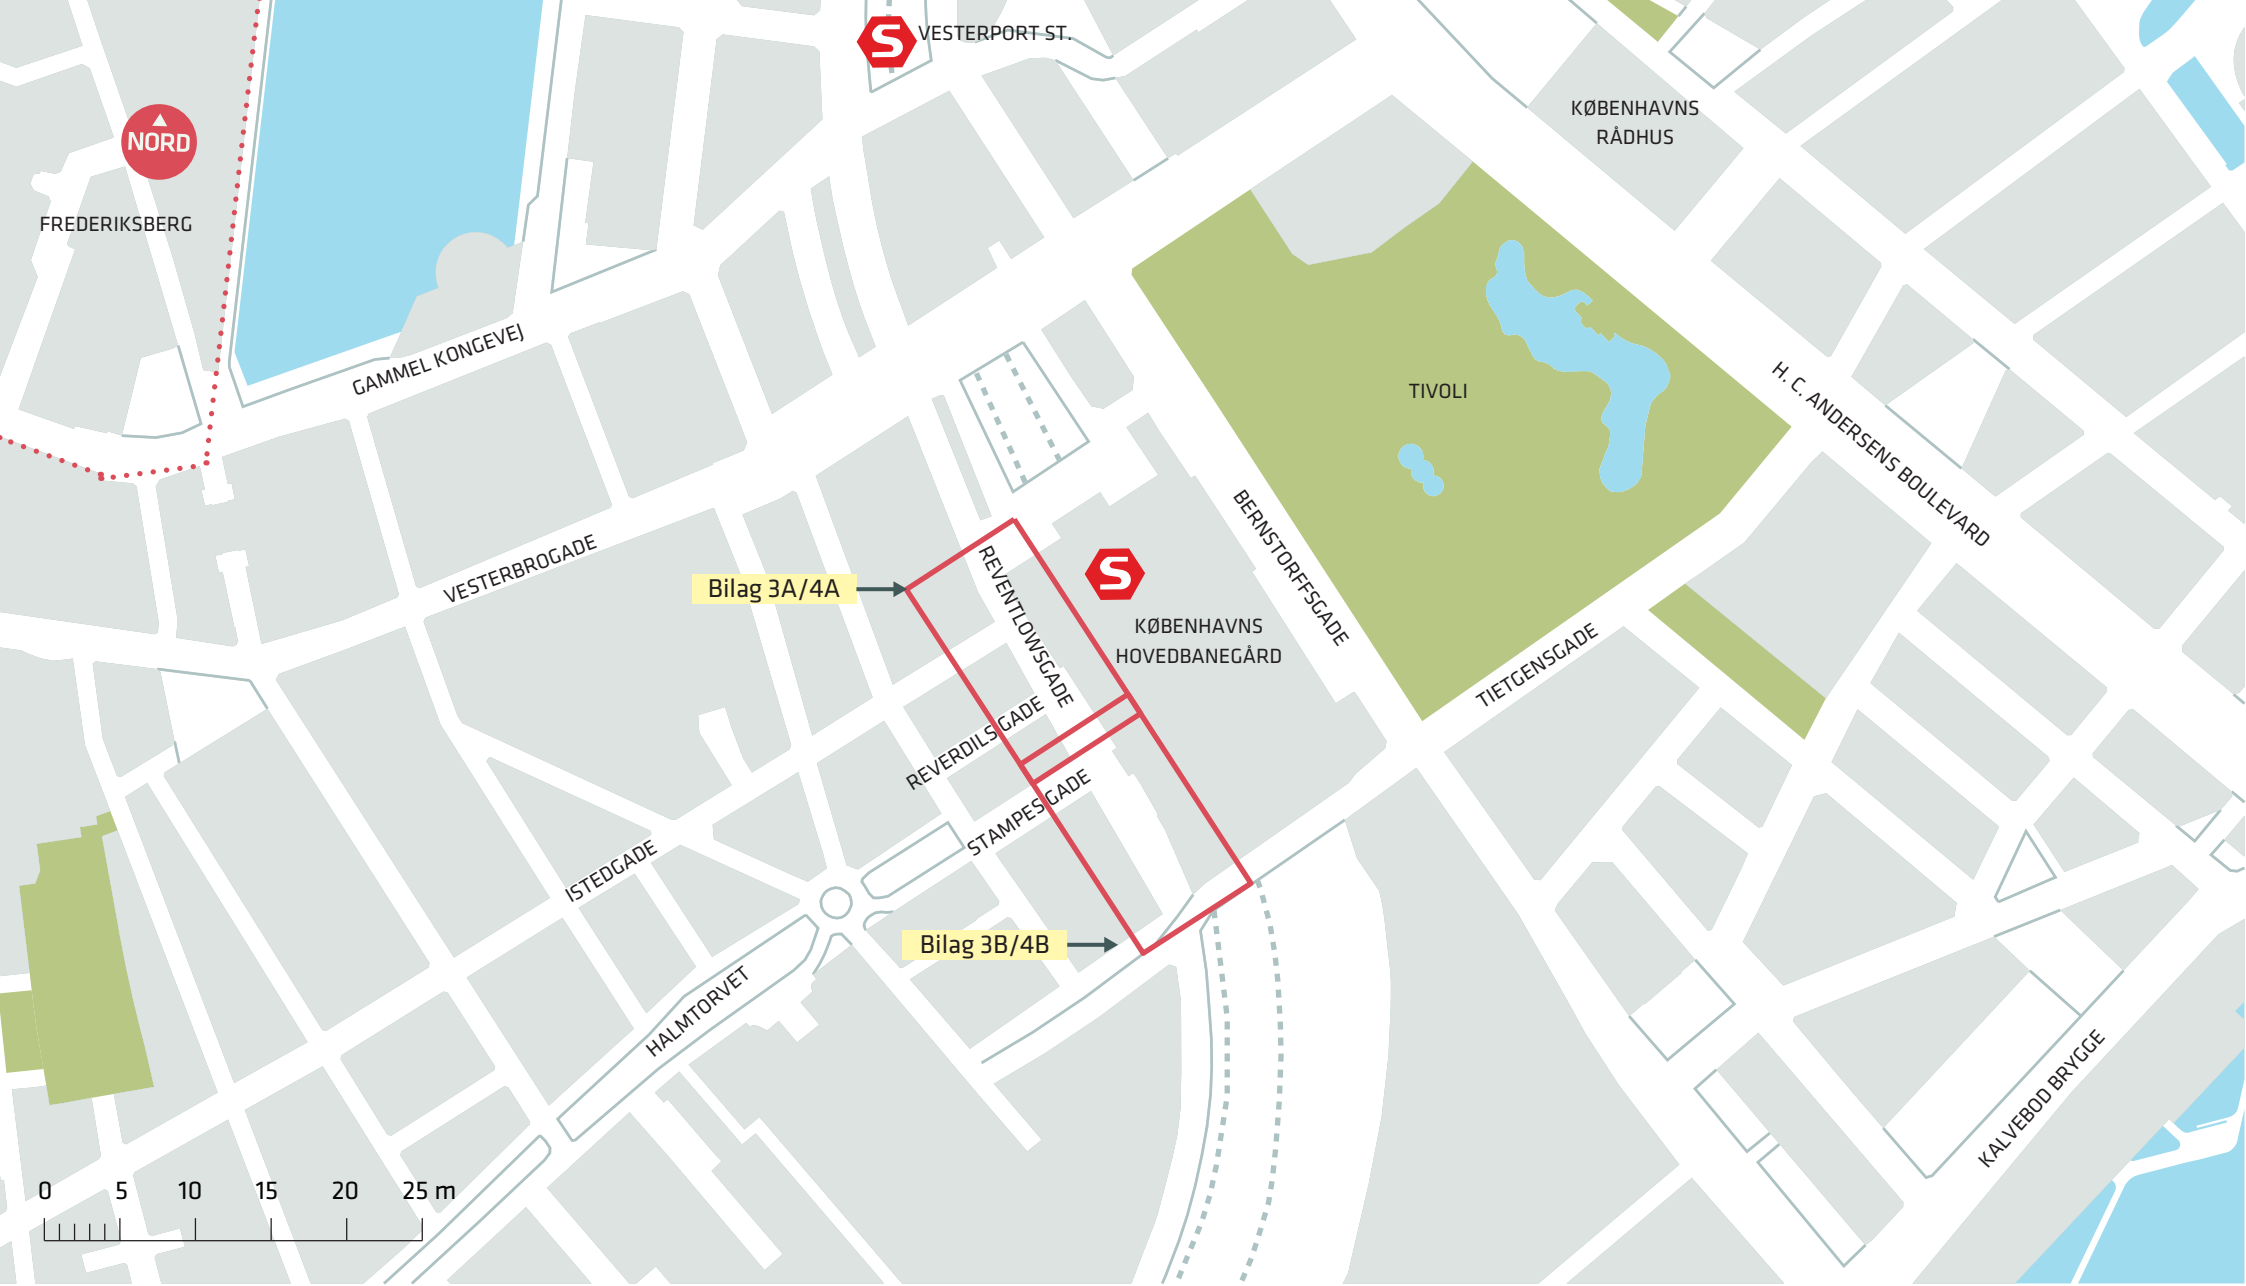 S
VESTERPORT ST.
KØBENHAVNS
RÅDHUS
NORD
FREDERIKSBERG
GAMMEL KONGEVEJ
TIVOLI
H. C. ANDERSENS BOULEVARD
VESTERBROGADE
BERNSTORFFSGADE
Bilag 3A/4A
REVENTLOWSGADE
S
KØBENHAVNS
HOVEDBANEGÅRD
TIETGENSGADE
REVERDILSGADE
STAMPESGADE
ISTEDGADE
Bilag 3B/4B
HALMTORVET
KALVEBOD BRYGGE
0 5 10 15 20 25 m